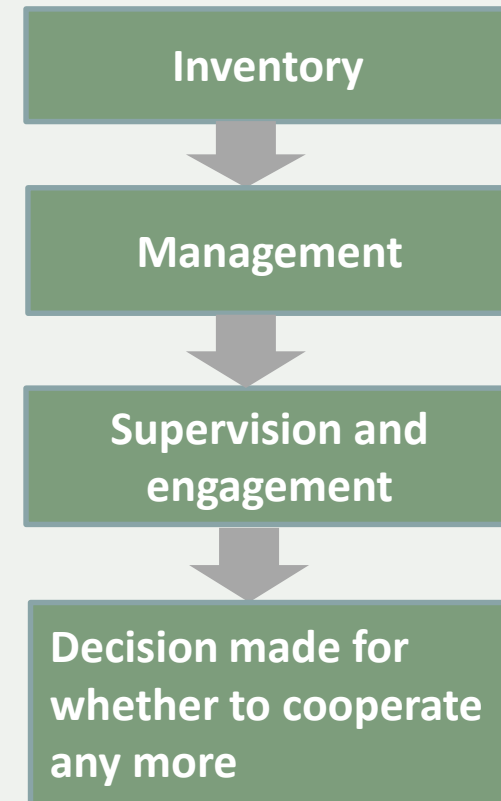 Inventory
Management
Supervision and
engagement
Decision made for
whether to cooperate
any more